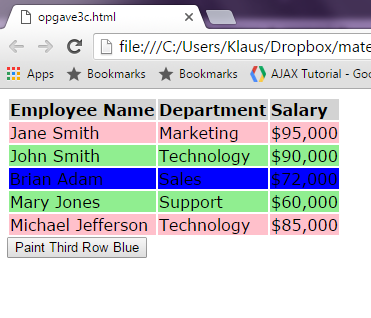 opgave3c.html
file:///C:/Users/Klaus/Dropbox/mate
Apps Bookmarks Bookmarks AJAX Tutorial - Goo
Employee Name Department Salary
Jane Smith Marketing $95,000
John Smith Technology $90,000
Brian Adam Sales $72,000
Mary Jones Support $60,000
Michael Jefferson Technology $85,000
Paint Third Row Blue